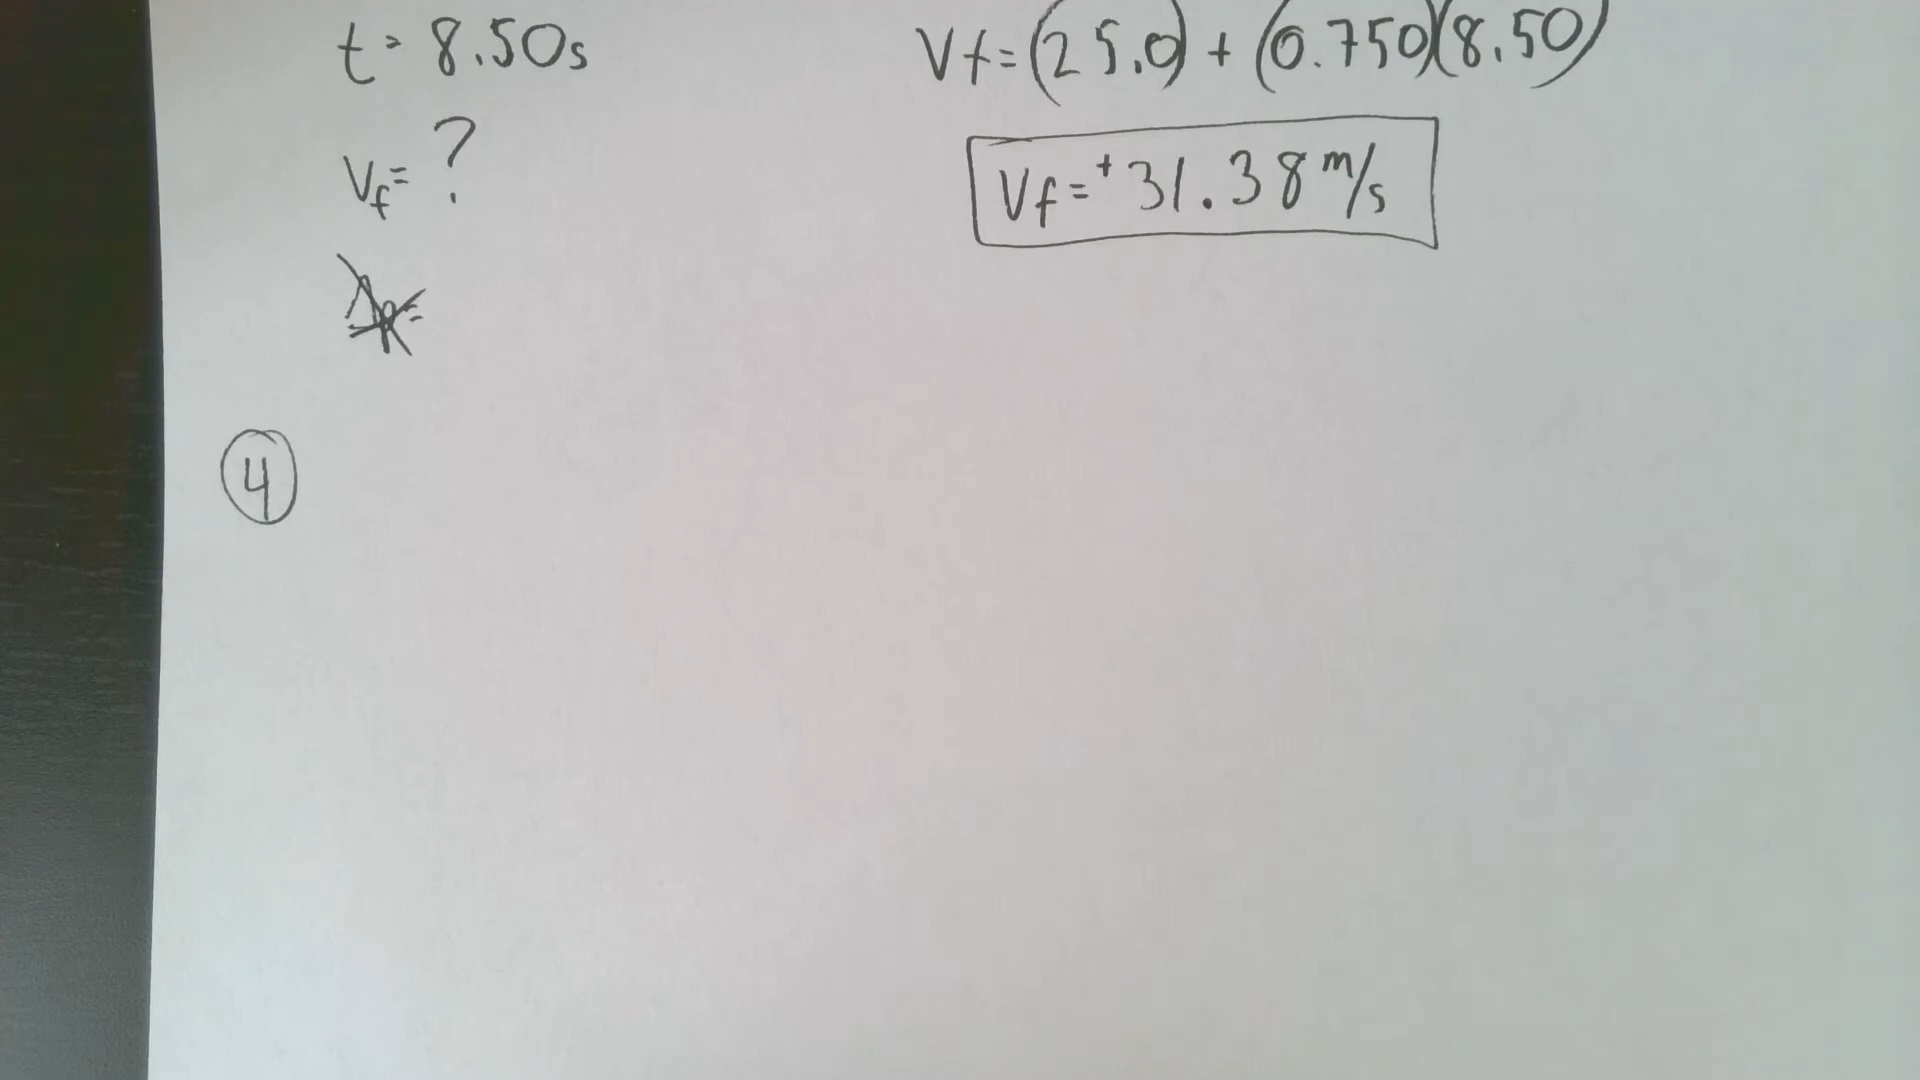 t = 8.50s
Vf = (25.0) + (0.750)(8.50)
Vf = ?
Vf = +31.38 m/s
4